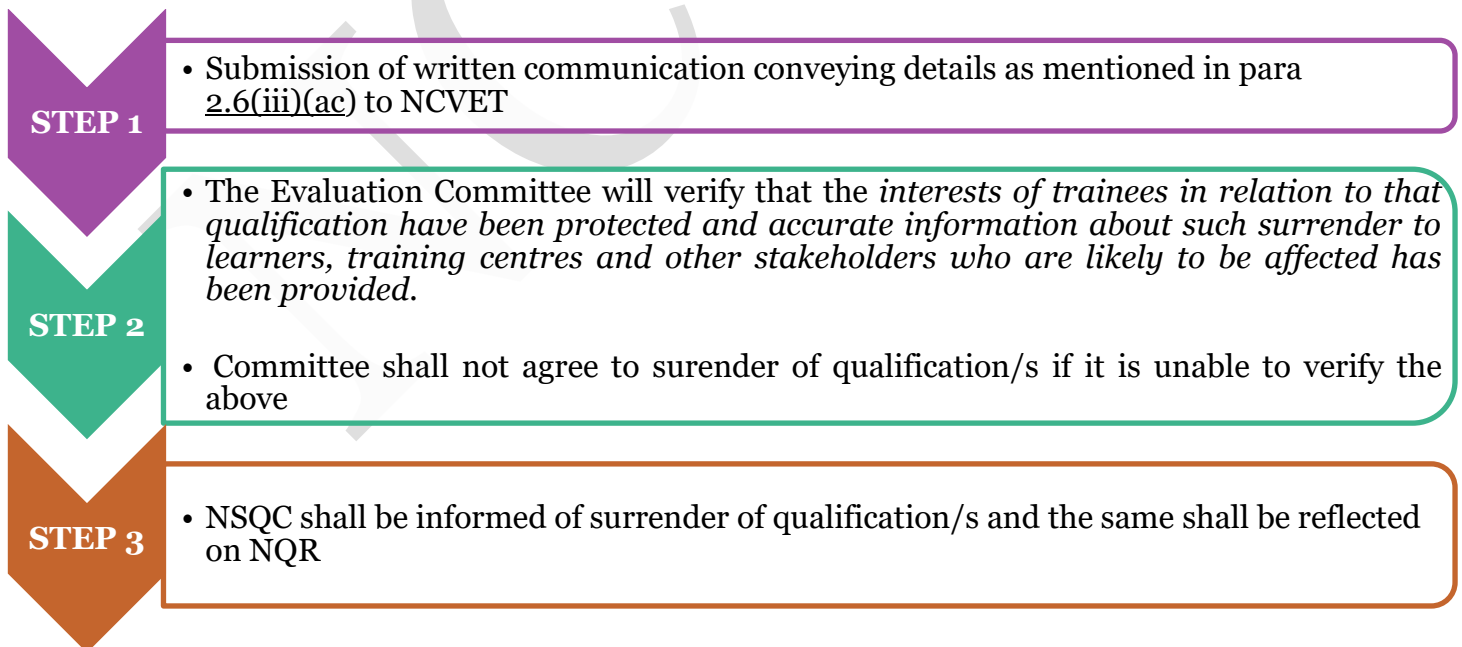 STEP 1
• Submission of written communication conveying details as mentioned in para
2.6(iii)(ac) to NCVET
STEP 2
• The Evaluation Committee will verify that the interests of trainees in relation to that
qualification have been protected and accurate information about such surrender to
learners, training centres and other stakeholders who are likely to be affected has
been provided.
• Committee shall not agree to surender of qualification/s if it is unable to verify the
above
STEP 3
• NSQC shall be informed of surrender of qualification/s and the same shall be reflected
on NQR